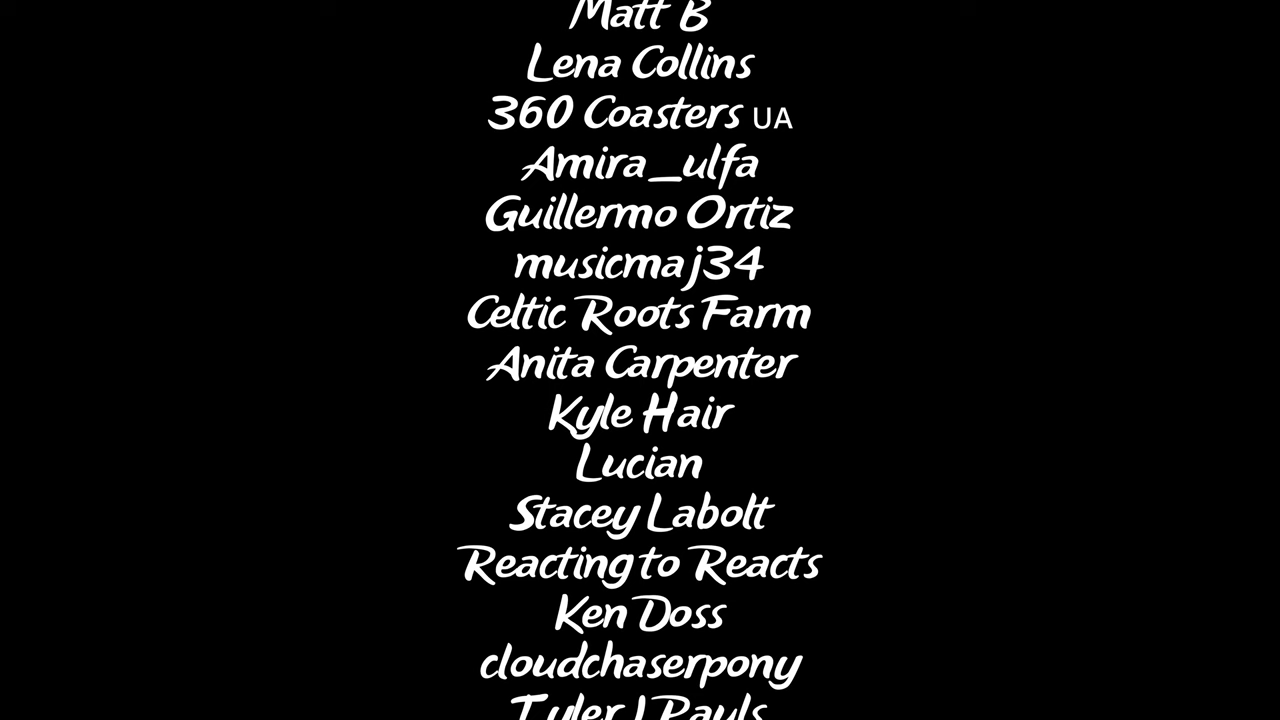 Matt B
Lena Collins
360 Coasters UA
Amira_ulfa
Guillermo Ortiz
musicmaj34
Celtic Roots Farm
Anita Carpenter
Kyle Hair
Lucian
Stacey Labolt
Reacting to Reacts
Ken Doss
cloudchaserpony
Tyler J Pauls